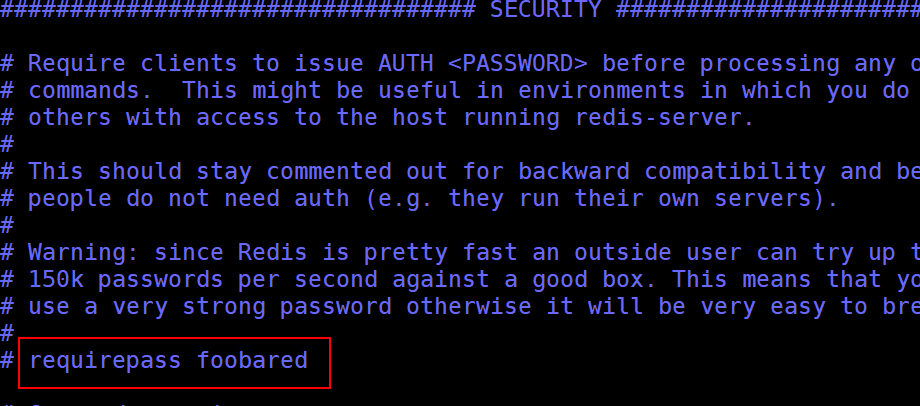 ################################## SECURITY ######################
# Require clients to issue AUTH <PASSWORD> before processing any
# commands.  This might be useful in environments in which you do
# others with access to the host running redis-server.
#
# This should stay commented out for backward compatibility and
# people do not need auth (e.g. they run their own servers).
#
# Warning: since Redis is pretty fast an outside user can try up
# 150k passwords per second against a good box. This means that
# use a very strong password otherwise it will be very easy to
#
# requirepass foobared